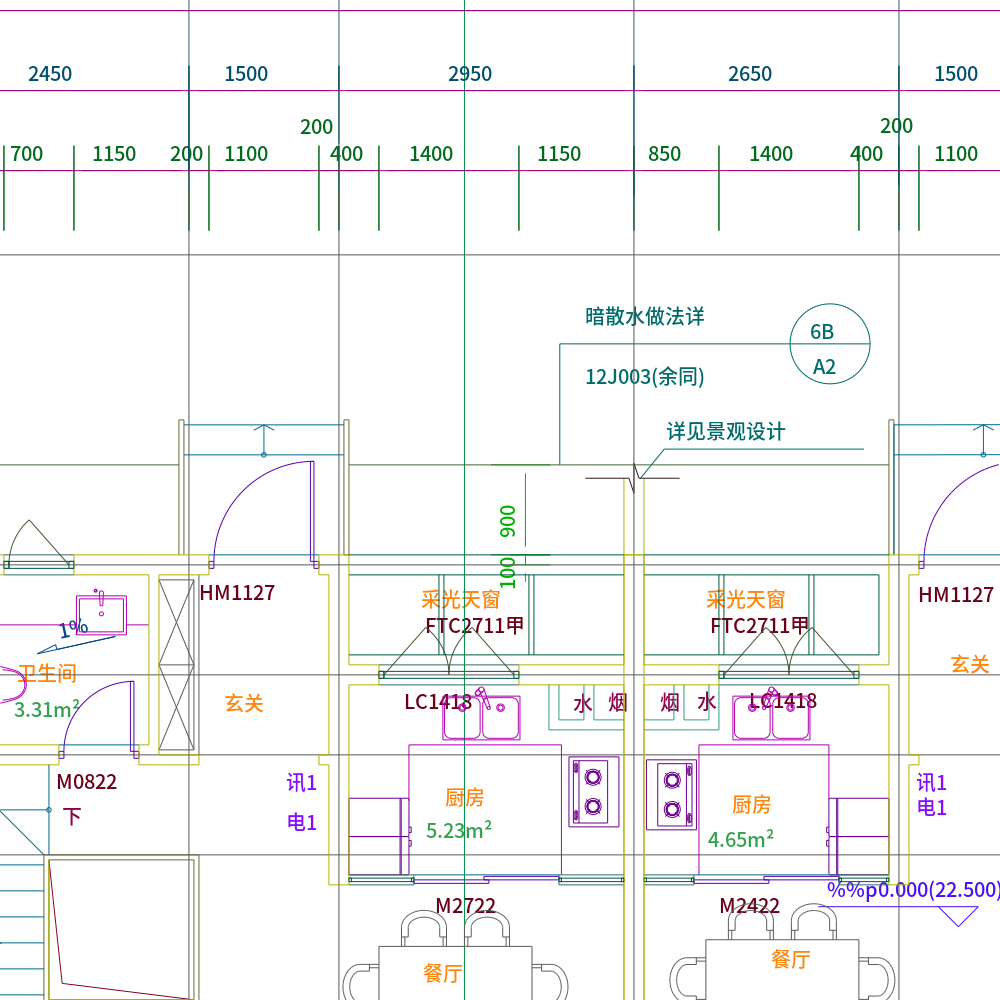 2450
1500
2950
2650
1500
200
200
700
1150
200
1100
400
1400
1150
850
1400
400
1100
暗散水做法详
6B
12J003(余同)
A2
详见景观设计
900
100
HM1127
采光天窗
采光天窗
HM1127
FTC2711甲
FTC2711甲
1%
卫生间
玄关
玄关
3.31m²
LC1418
水
烟
烟
水
LC1418
M0822
讯1
讯1
下
厨房
厨房
电1
电1
5.23m²
4.65m²
%%p0.000(22.500)
M2722
M2422
餐厅
餐厅